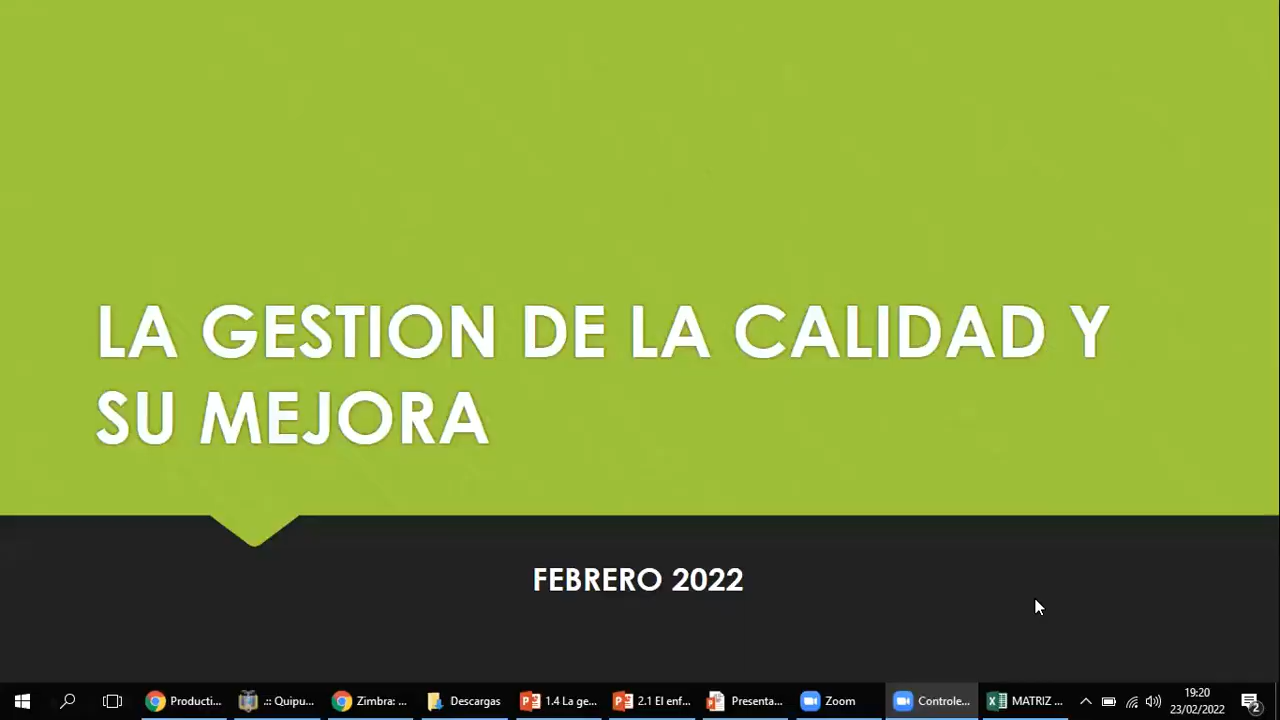 LA GESTION DE LA CALIDAD Y
SU MEJORA
FEBRERO 2022
Producti...
.:: Quipu...
Zimbra: ...
Descargas
1.4 La ge...
2.1 El enf...
Presenta...
Zoom
Controle...
MATRIZ ...
19:20
23/02/2022
2